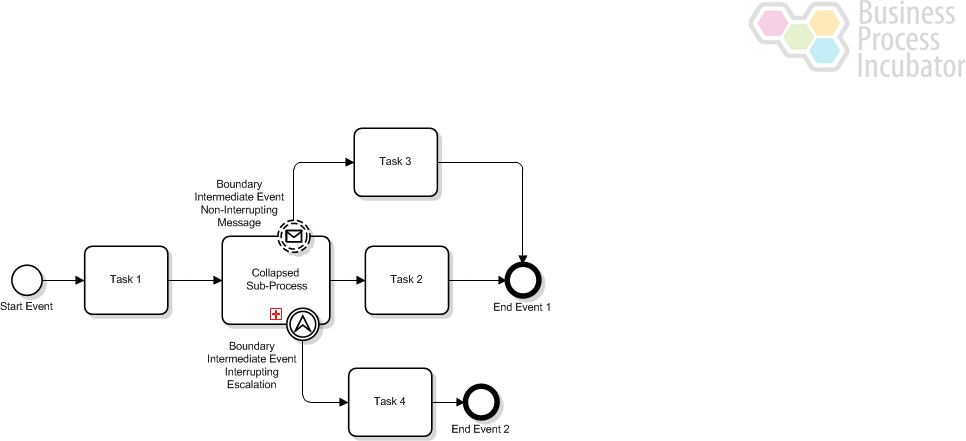 Business
Process
Incubator
Task 3
Boundary
Intermediate Event
Non-Interrupting
Message
Task 1
Collapsed
Sub-Process
Task 2
Start Event
End Event 1
Boundary
Intermediate Event
Interrupting
Escalation
Task 4
End Event 2